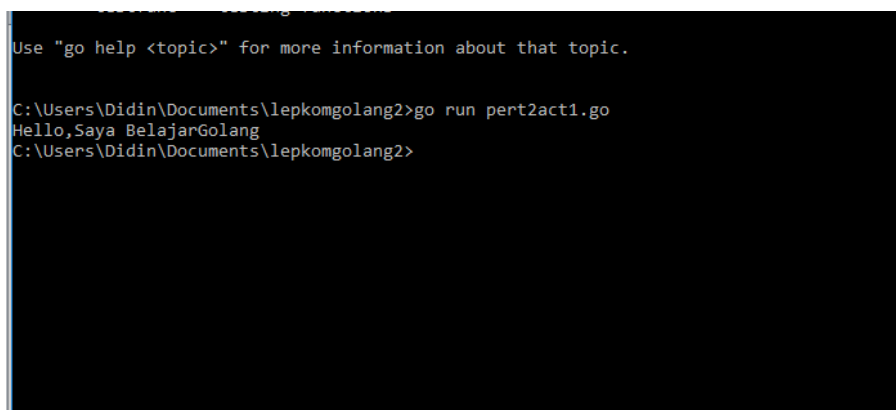 Use "go help <topic>" for more information about that topic.
C:\Users\Didin\Documents\lepkomgolang2>go run pert2act1.go
Hello,Saya BelajarGolang
C:\Users\Didin\Documents\lepkomgolang2>